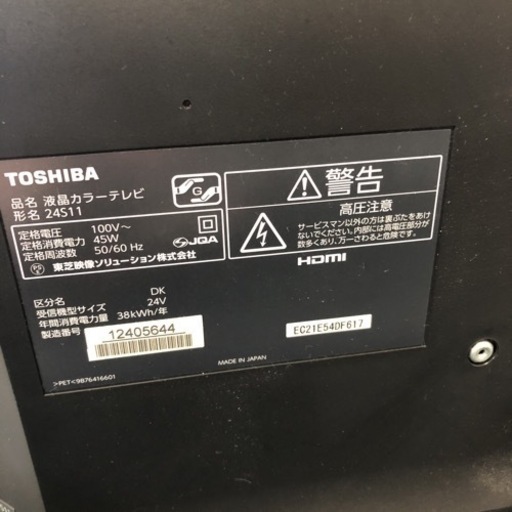 TOSHIBA
品名 液晶カラーテレビ
形名 24S11
定格電圧 100V~
定格消費電力 45W
定格周波数 50/60 Hz
G
JQA
東芝映像ソリューション株式会社
区分名 DK
受信機型サイズ 24V
年間消費電力量 38kWh/年
製造番号 12405644
警告
高圧注意
サービスマン以外の方は裏ぶたをあけ
ないでください。内部には高電圧部分が
数多くあり、万一さわると危険です。
HDMI
EC21E54DF617
MADE IN JAPAN
>PET<9B76416601